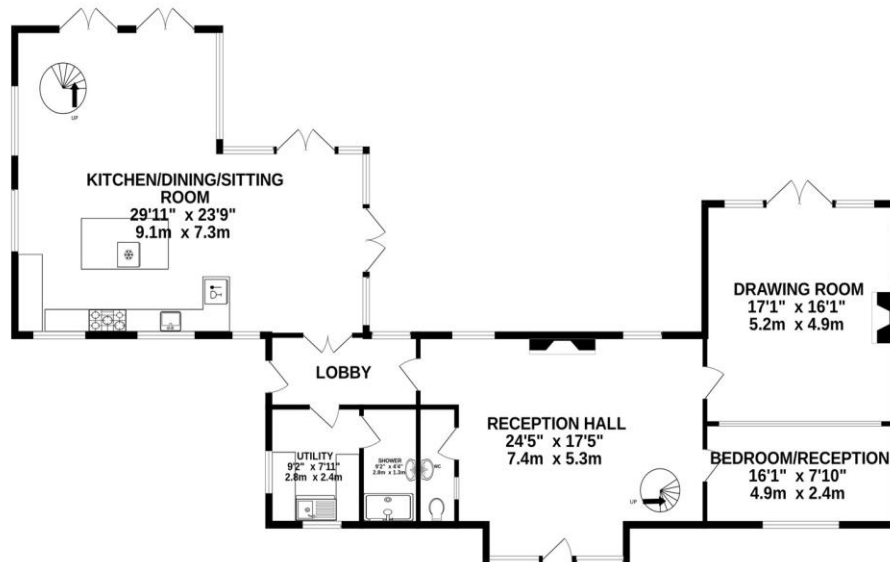 UP
KITCHEN/DINING/SITTING
ROOM
29'11" x 23'9"
9.1m x 7.3m
DRAWING ROOM
17'1" x 16'1"
5.2m x 4.9m
LOBBY
RECEPTION HALL
24'5" x 17'5"
7.4m x 5.3m
UTILITY
9'2" x 7'11"
2.8m x 2.4m
SHOWER
9'2" x 4'4"
2.8m x 1.3m
WC
UP
BEDROOM/RECEPTION
16'1" x 7'10"
4.9m x 2.4m